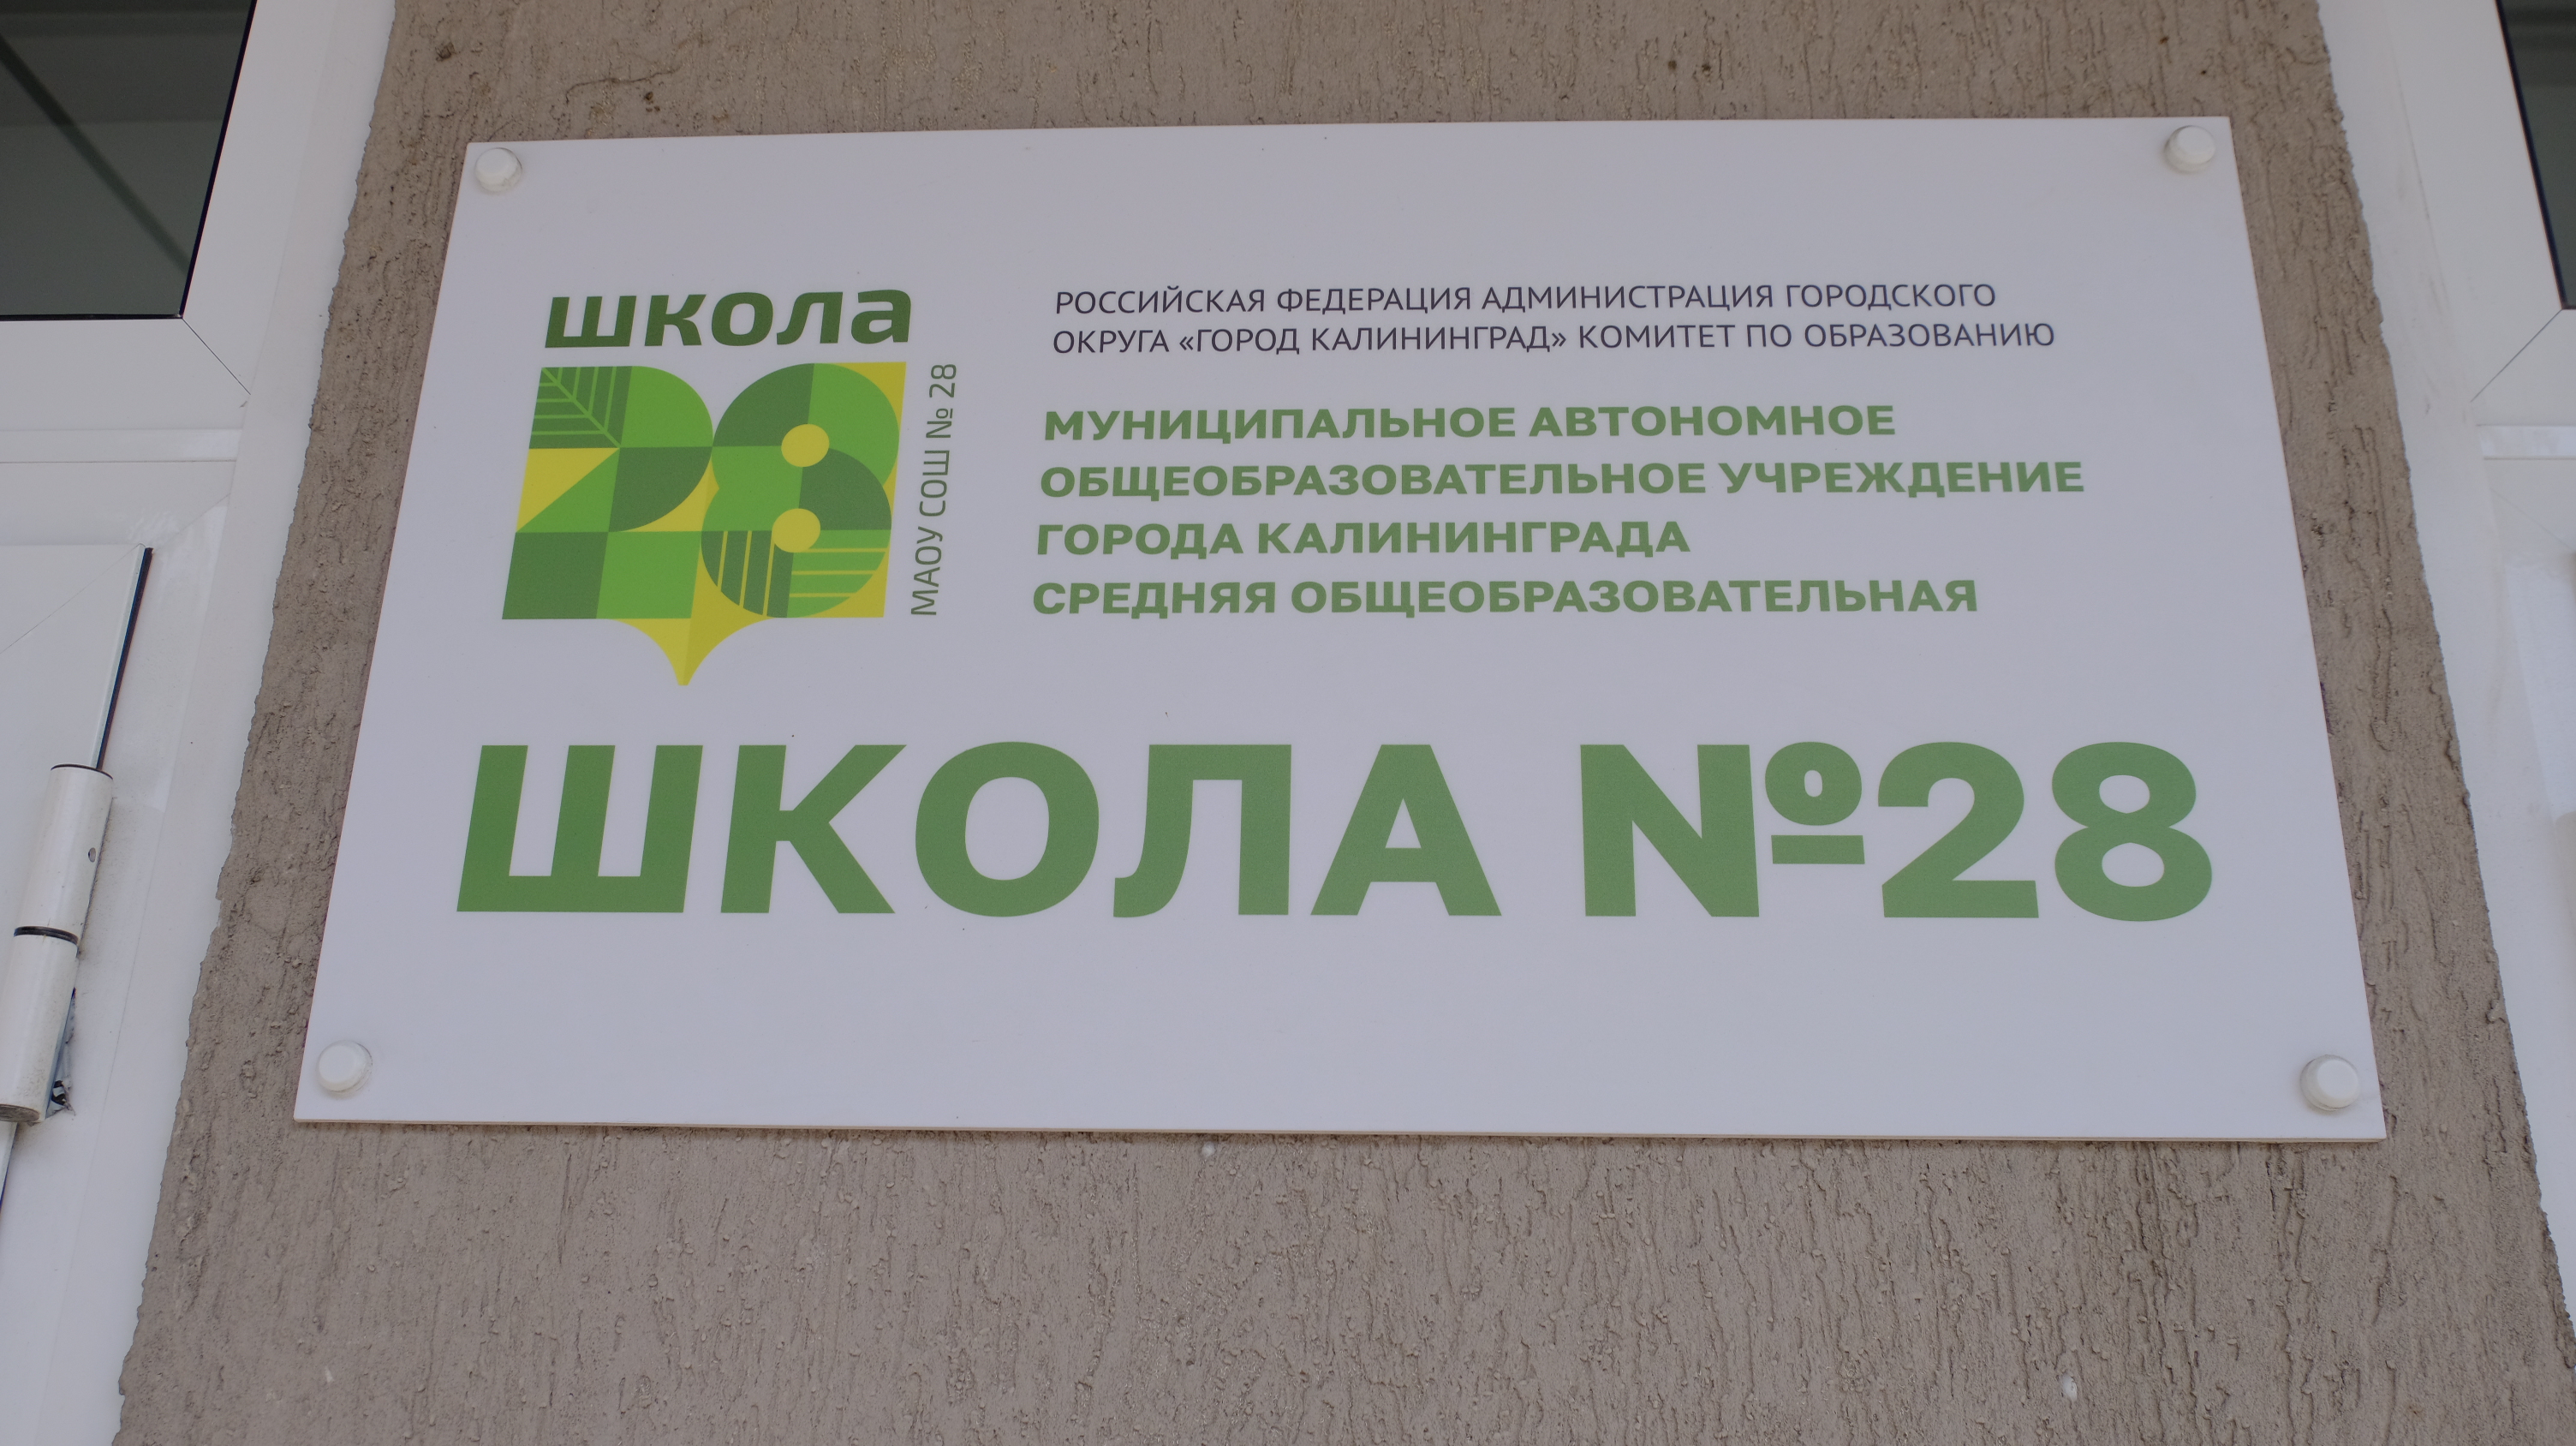 школа
28
МАОУ СОШ № 28
РОССИЙСКАЯ ФЕДЕРАЦИЯ АДМИНИСТРАЦИЯ ГОРОДСКОГО
ОКРУГА «ГОРОД КАЛИНИНГРАД» КОМИТЕТ ПО ОБРАЗОВАНИЮ
МУНИЦИПАЛЬНОЕ АВТОНОМНОЕ
ОБЩЕОБРАЗОВАТЕЛЬНОЕ УЧРЕЖДЕНИЕ
ГОРОДА КАЛИНИНГРАДА
СРЕДНЯЯ ОБЩЕОБРАЗОВАТЕЛЬНАЯ
ШКОЛА №28